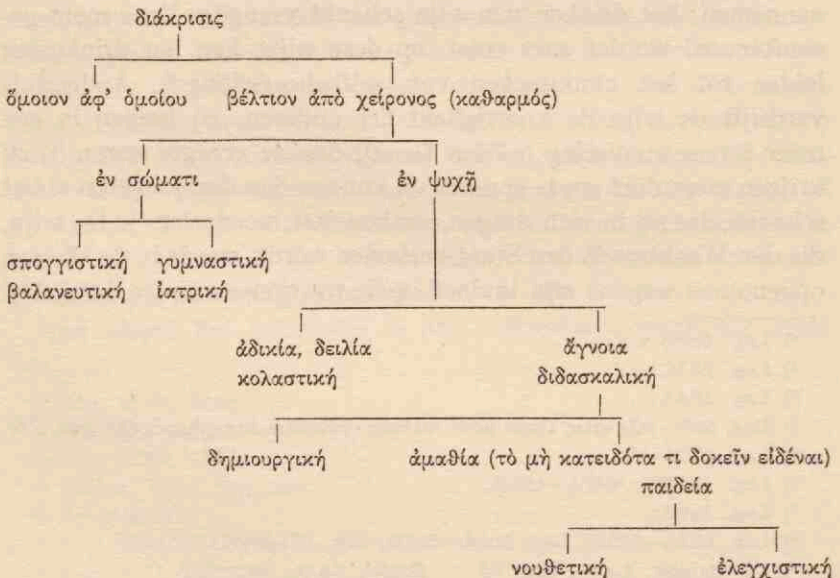 διάκρισις
ὅμοιον ἀφ' ὁμοίου βέλτιον ἀπὸ χείρονος (καθαρμός)
ἐν σώματι ἐν ψυχῇ
σπογγιστική γυμναστική
βαλανευτική ἰατρική
ἀδικία, δειλία ἄγνοια
κολαστική διδασκαλική
δημιουργική ἀμαθία (τὸ μὴ κατειδότα τι δοκεῖν εἰδέναι)
παιδεία
νουθετική ἐλεγχιστική